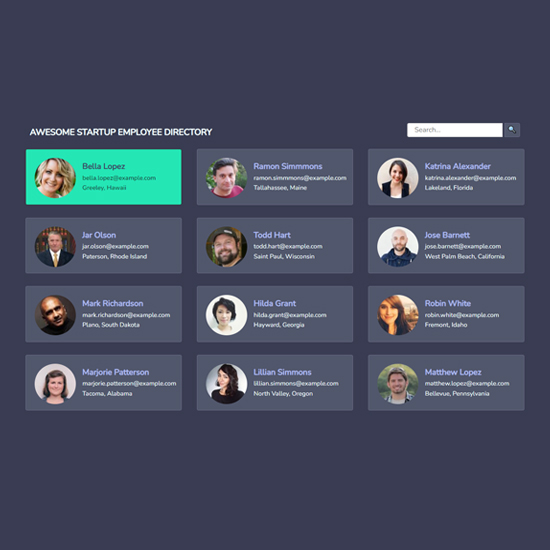 AWESOME STARTUP EMPLOYEE DIRECTORY
Search...
Bella Lopez
bella.lopez@example.com
Greeley, Hawaii
Ramon Simmmons
ramon.simmmons@example.com
Tallahassee, Maine
Katrina Alexander
katrina.alexander@example.com
Lakeland, Florida
Jar Olson
jar.olson@example.com
Paterson, Rhode Island
Todd Hart
todd.hart@example.com
Saint Paul, Wisconsin
Jose Barnett
jose.barnett@example.com
West Palm Beach, California
Mark Richardson
mark.richardson@example.com
Plano, South Dakota
Hilda Grant
hilda.grant@example.com
Hayward, Georgia
Robin White
robin.white@example.com
Fremont, Idaho
Marjorie Patterson
marjorie.patterson@example.com
Tacoma, Alabama
Lillian Simmons
lillian.simmons@example.com
North Valley, Oregon
Matthew Lopez
matthew.lopez@example.com
Bellevue, Pennsylvania